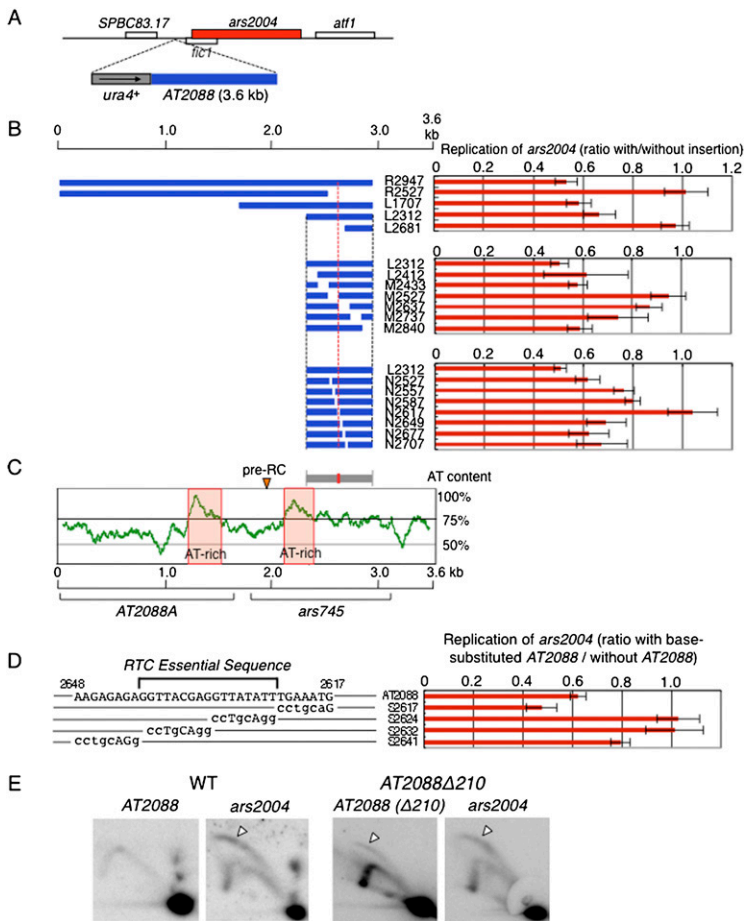 A
SPBC83.17
ars2004
atf1
fic1
ura4+
AT2088 (3.6 kb)
B
0 1.0 2.0 3.0 3.6 kb
Replication of ars2004 (ratio with/without insertion)
0 0.2 0.4 0.6 0.8 1.0 1.2
R2947
R2527
L1707
L2312
L2681
0 0.2 0.4 0.6 0.8 1.0
L2312
L2412
M2433
M2527
M2637
M2737
M2840
0 0.2 0.4 0.6 0.8 1.0
L2312
N2527
N2557
N2587
N2617
N2649
N2677
N2707
C
pre-RC
AT content
100%
75%
50%
AT-rich
AT-rich
0 1.0 2.0 3.0 3.6 kb
AT2088A
ars745
D
RTC Essential Sequence
2648
2617
AAGAGAGAGGTTACGAGGTTATATTTGAAATG
cctgcaG
ccTgcAgg
ccTgCAgg
cctgcAGg
Replication of ars2004 (ratio with base-substituted AT2088 / without AT2088)
0 0.2 0.4 0.6 0.8 1.0
AT2088
S2617
S2624
S2632
S2641
E
WT
AT2088Δ210
AT2088
ars2004
AT2088 (Δ210)
ars2004